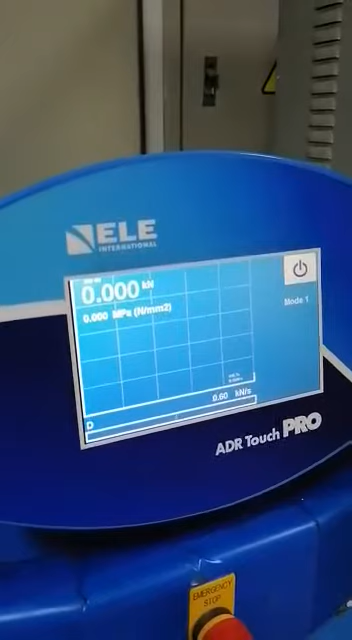 ELE
INTERNATIONAL
0.000 kN
0.000 MPa (N/mm2)
Mode 1
0.60 kN/s
D
ADR Touch PRO
EMERGENCY
STOP